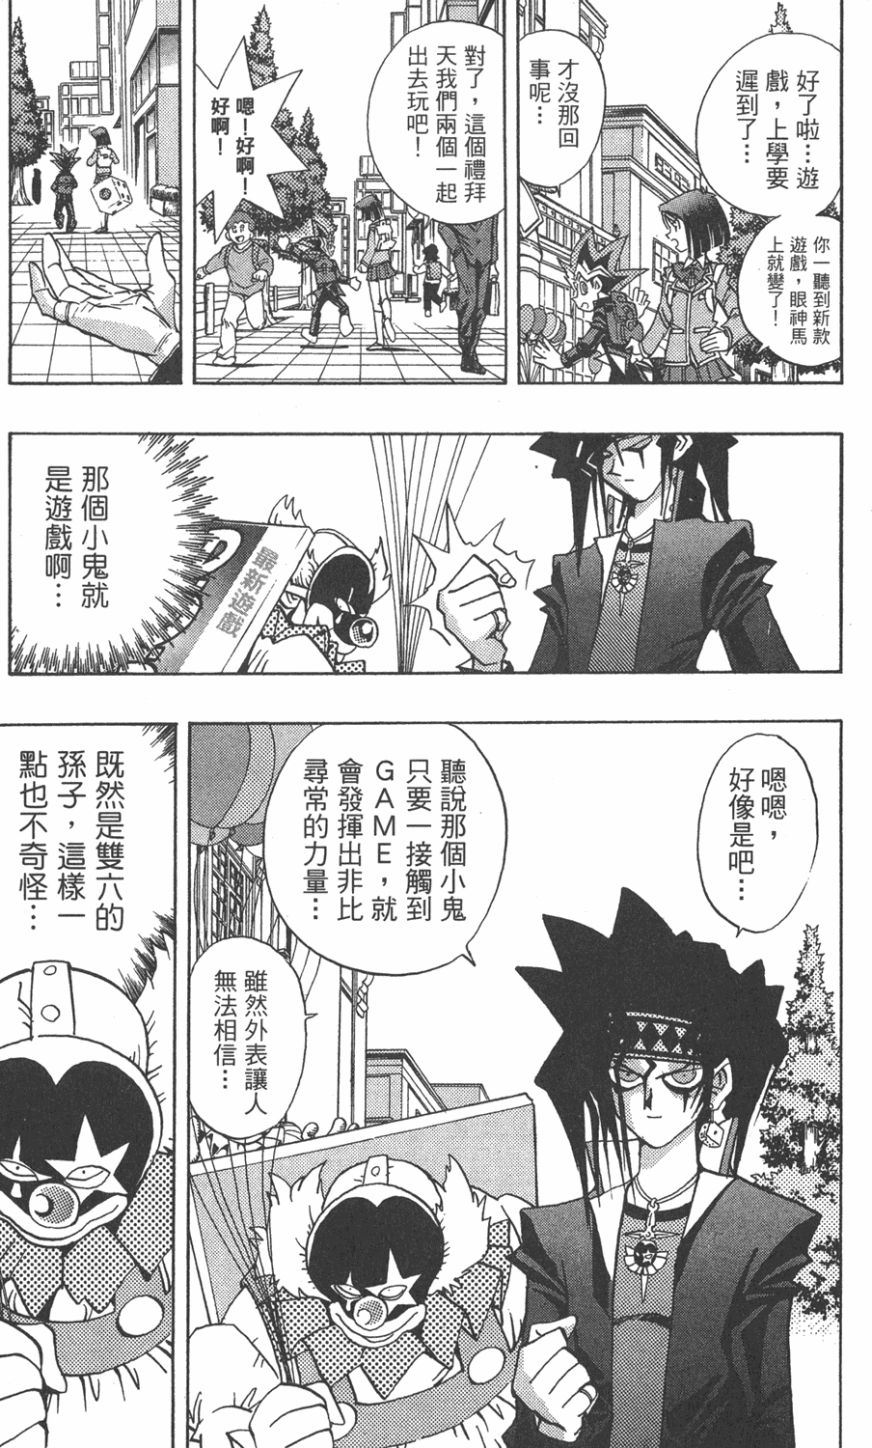 好了啦…遊
戲，上學要
遲到了…
你一聽到新款
遊戲，眼神馬
上就變了！
才沒那回
事呢…
對了，這個禮拜
天我們兩個一起
出去玩吧！
嗯！好啊！
好啊！
最新遊戲
那個小鬼就
是遊戲啊…
嗯嗯，
好像是吧…
聽說那個小鬼
只要一接觸到
GAME，就
會發揮出非比
尋常的力量…
雖然外表讓人
無法相信…
既然是雙六的
孫子，這樣一
點也不奇怪…